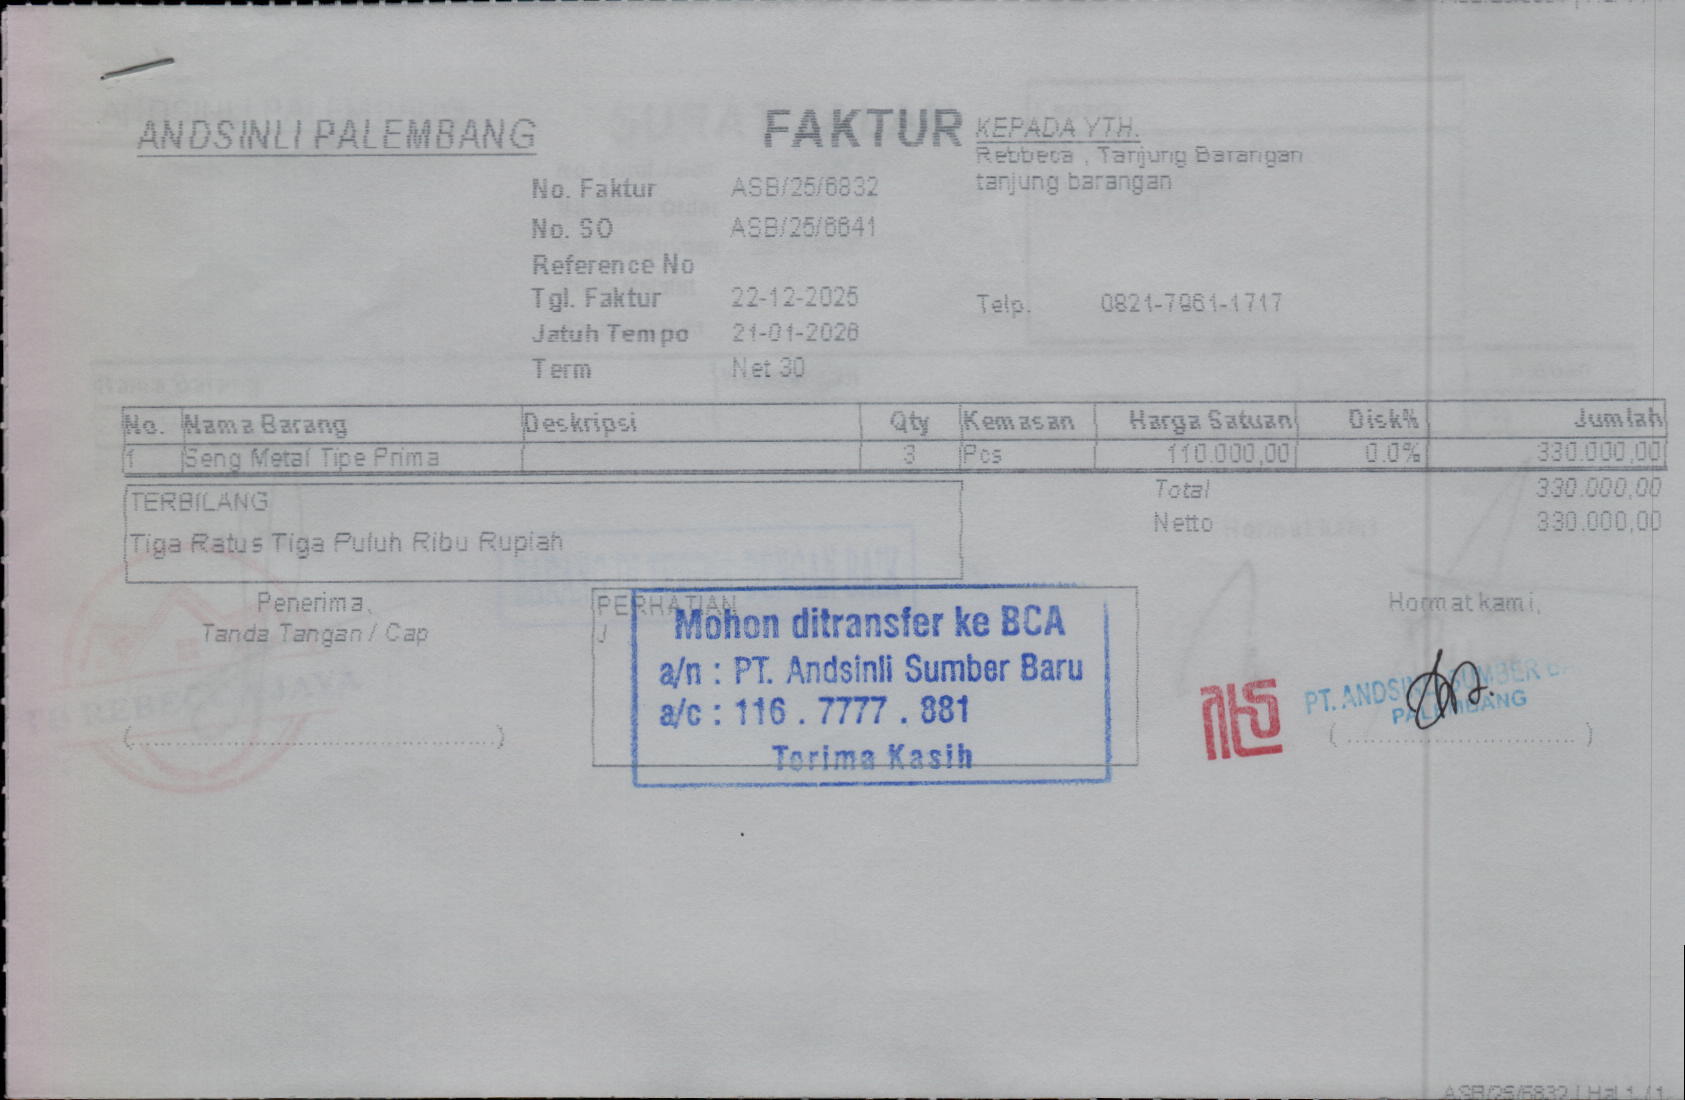 ANDSINLI PALEMBANG
FAKTUR
KEPADA YTH.
Rebbeca , Tanjung Barangan
tanjung barangan
No. Faktur ASB/25/6832
No. SO ASB/25/6641
Reference No
Tgl. Faktur 22-12-2025
Telp. 0821-7961-1717
Jatuh Tempo 21-01-2026
Term Net 30
No. Nama Barang Deskripsi Qty Kemasan Harga Satuan Disk% Jumlah
1 Seng Metal Tipe Prima 3 Pcs 110.000,00 0.0% 330.000,00
Total 330.000,00
Netto 330.000,00
TERBILANG
Tiga Ratus Tiga Puluh Ribu Rupiah
Penerima,
Tanda Tangan / Cap
PERHATIAN
Mohon ditransfer ke BCA
a/n : PT. Andsinli Sumber Baru
a/c : 116 . 7777 . 881
Terima Kasih
Hormat kami,
PT. ANDSINLI SUMBER
PALEMBANG
ASB/25/6832 | Hal 1 / 1